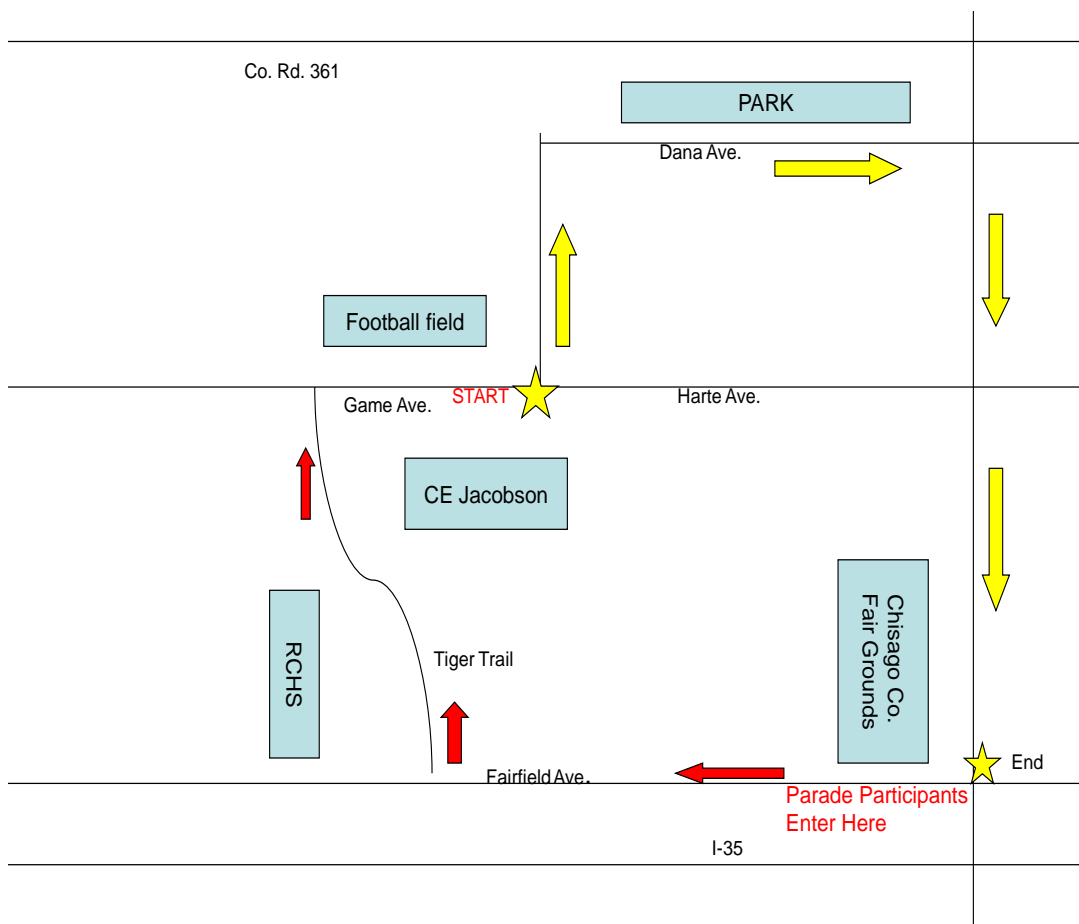 Co. Rd. 361
PARK
Dana Ave.
Football field
Game Ave.
START
Harte Ave.
CE Jacobson
Chisago Co.
Fair Grounds
RCHS
Tiger Trail
End
Fairfield Ave.
Parade Participants
Enter Here
I-35